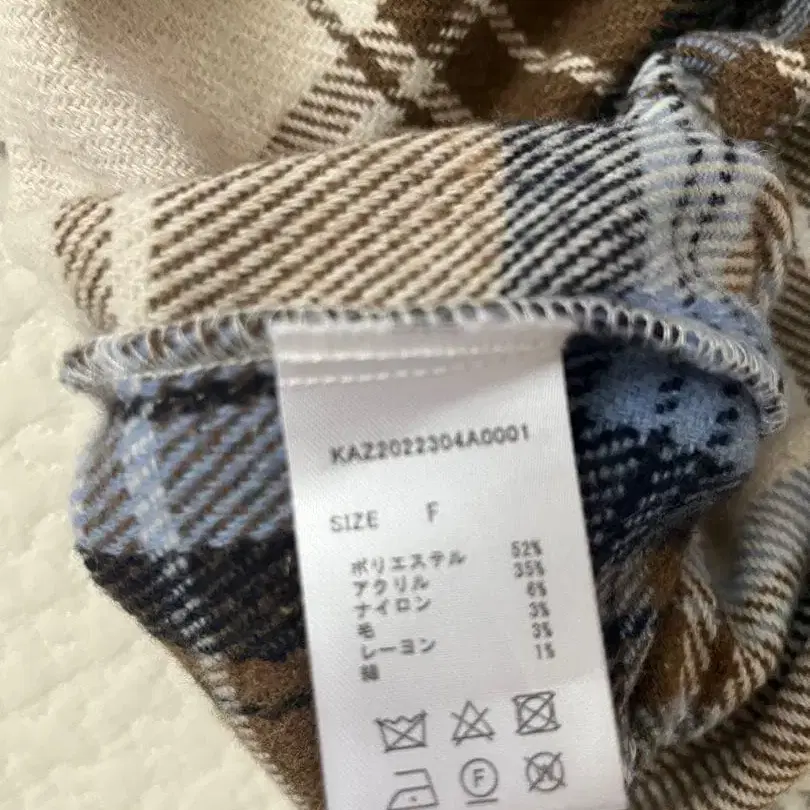 KAZ2022304A0001
SIZE F
ポリエステル 52%
アクリル 35%
ナイロン 6%
毛 3%
レーヨン 3%
綿 1%
F
W